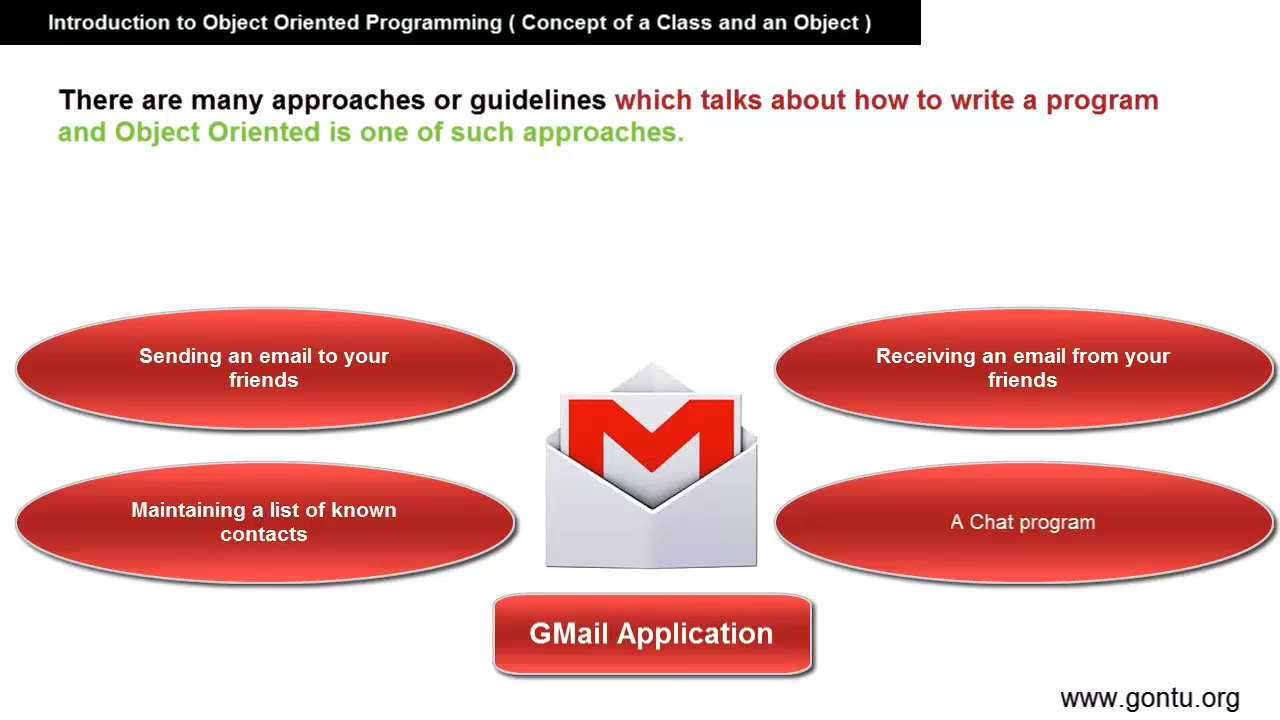 Introduction to Object Oriented Programming ( Concept of a Class and an Object )
There are many approaches or guidelines which talks about how to write a program
and Object Oriented is one of such approaches.
Sending an email to your
friends
Receiving an email from your
friends
Maintaining a list of known
contacts
A Chat program
GMail Application
www.gontu.org